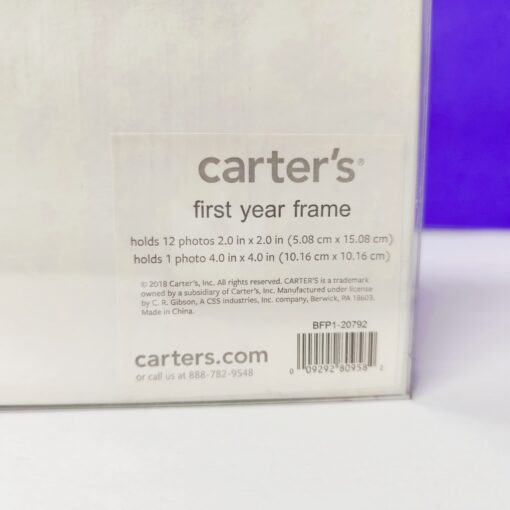 carter's®
first year frame
holds 12 photos 2.0 in x 2.0 in (5.08 cm x 15.08 cm)
holds 1 photo 4.0 in x 4.0 in (10.16 cm x 10.16 cm)
© 2018 Carter's, Inc. All rights reserved. CARTER'S is a trademark
owned by a subsidiary of Carter's, Inc. Manufactured under license
by C. R. Gibson, A CSS Industries, Inc. company, Berwick, PA 18603.
Made in China.
BFP1-20792
carters.com
or call us at 888-782-9548
0 09292 80958 2